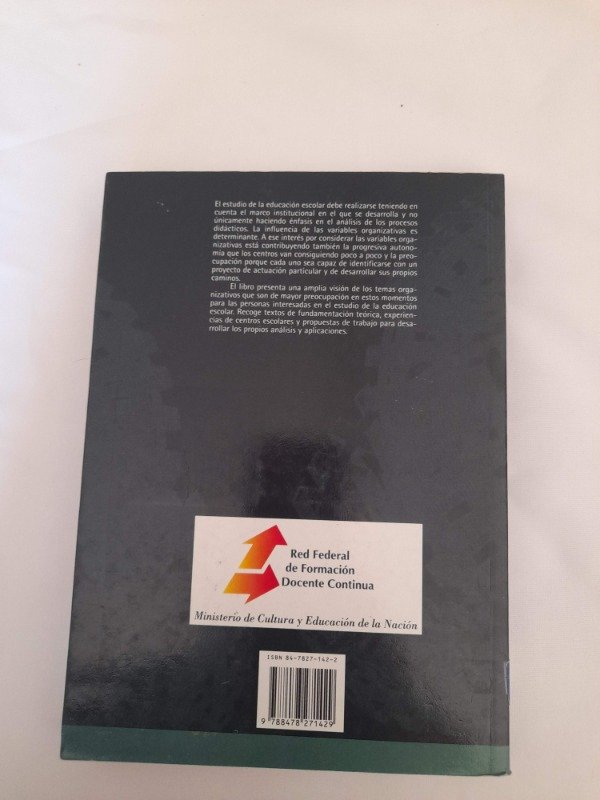 El estudio de la educación escolar debe realizarse teniendo en
cuenta el marco institucional en el que se desarrolla y no
únicamente haciendo énfasis en el análisis de los procesos
didácticos. La influencia de las variables organizativas es
determinante. A ese interés por considerar las variables orga-
nizativas está contribuyendo también la progresiva autono-
mía que los centros van consiguiendo poco a poco y la preo-
cupación porque cada uno sea capaz de identificarse con un
proyecto de actuación particular y de desarrollar sus propios
caminos.
El libro presenta una amplia visión de los temas orga-
nizativos que son de mayor preocupación en estos momentos
para las personas interesadas en el estudio de la educación
escolar. Recoge textos de fundamentación teórica, experien-
cias de centros escolares y propuestas de trabajo para desa-
rrollar los propios análisis y aplicaciones.
Red Federal
de Formación
Docente Continua
Ministerio de Cultura y Educación de la Nación
ISBN 84-7827-142-2
9 788478 271429